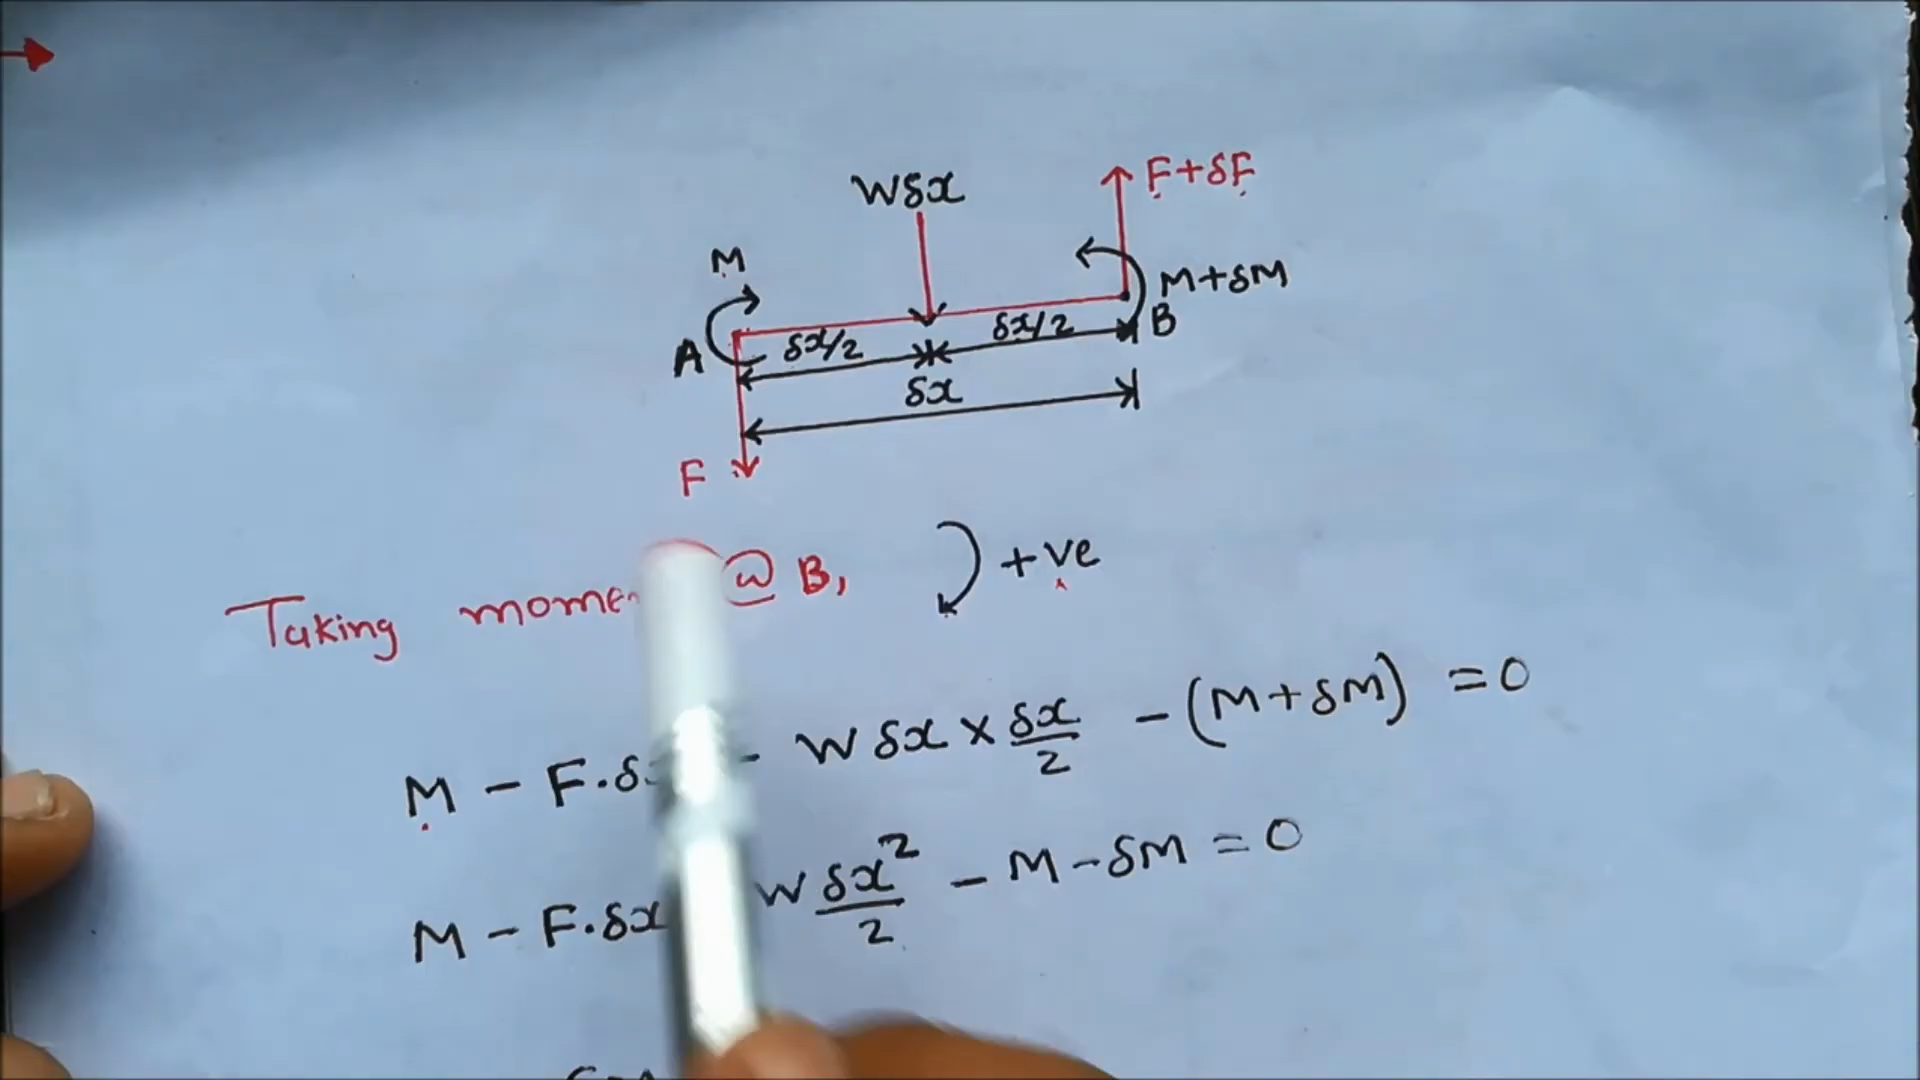 Wδx
F+δF
M
M+δM
A
δx/2
δx/2
B
δx
F
Taking @ B, +ve
M - F.δ - W δx × δx/2 - (M+δM) = 0
M - F.δx W δx²/2 - M - δM = 0